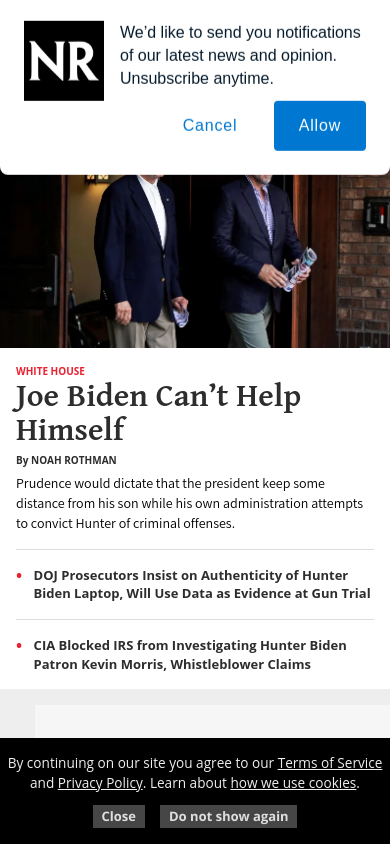 NR
We’d like to send you notifications
of our latest news and opinion.
Unsubscribe anytime.
Cancel
Allow
WHITE HOUSE
Joe Biden Can’t Help
Himself
By NOAH ROTHMAN
Prudence would dictate that the president keep some
distance from his son while his own administration attempts
to convict Hunter of criminal offenses.
• DOJ Prosecutors Insist on Authenticity of Hunter
Biden Laptop, Will Use Data as Evidence at Gun Trial
• CIA Blocked IRS from Investigating Hunter Biden
Patron Kevin Morris, Whistleblower Claims
By continuing on our site you agree to our Terms of Service
and Privacy Policy. Learn about how we use cookies.
Close
Do not show again